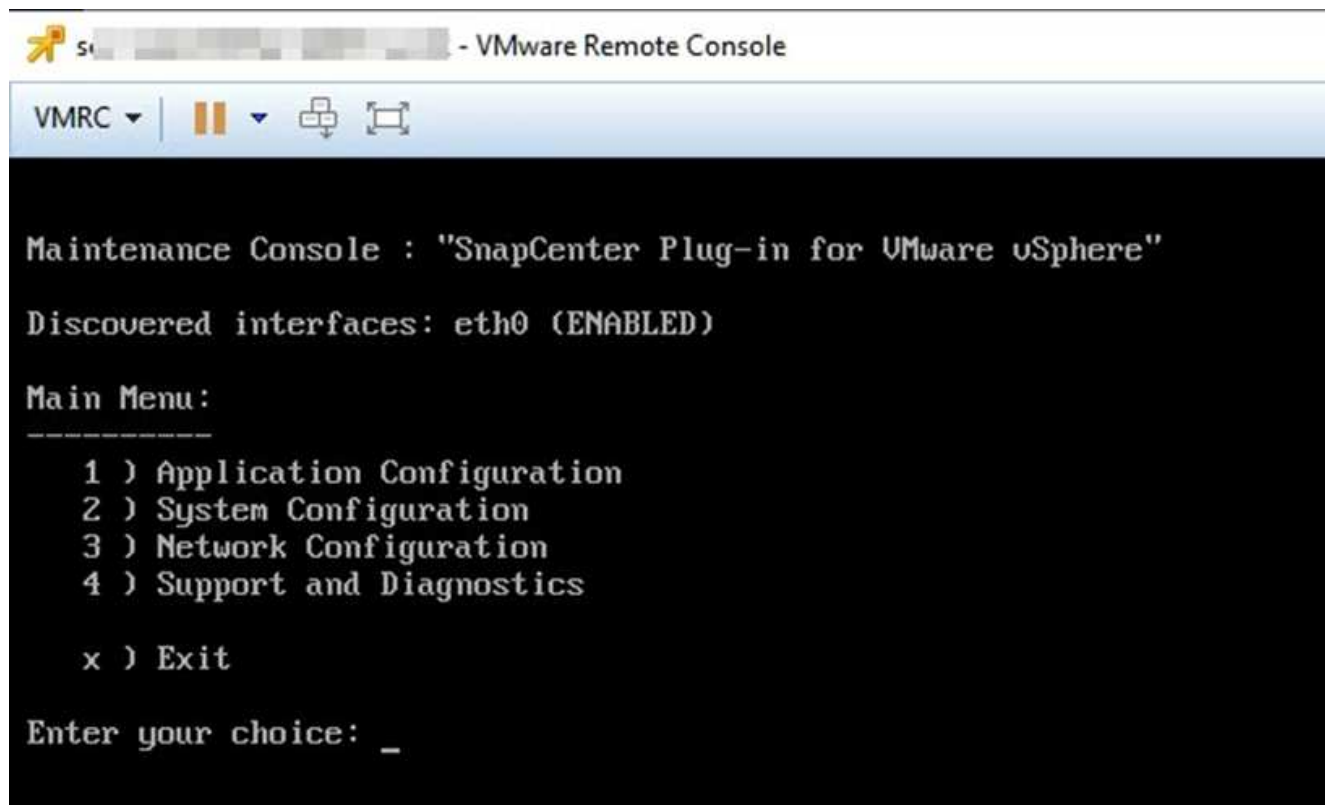 - VMware Remote Console
VMRC
Maintenance Console : "SnapCenter Plug-in for VMware vSphere"
Discovered interfaces: eth0 (ENABLED)
Main Menu:
----------
1 ) Application Configuration
2 ) System Configuration
3 ) Network Configuration
4 ) Support and Diagnostics
x ) Exit
Enter your choice: _